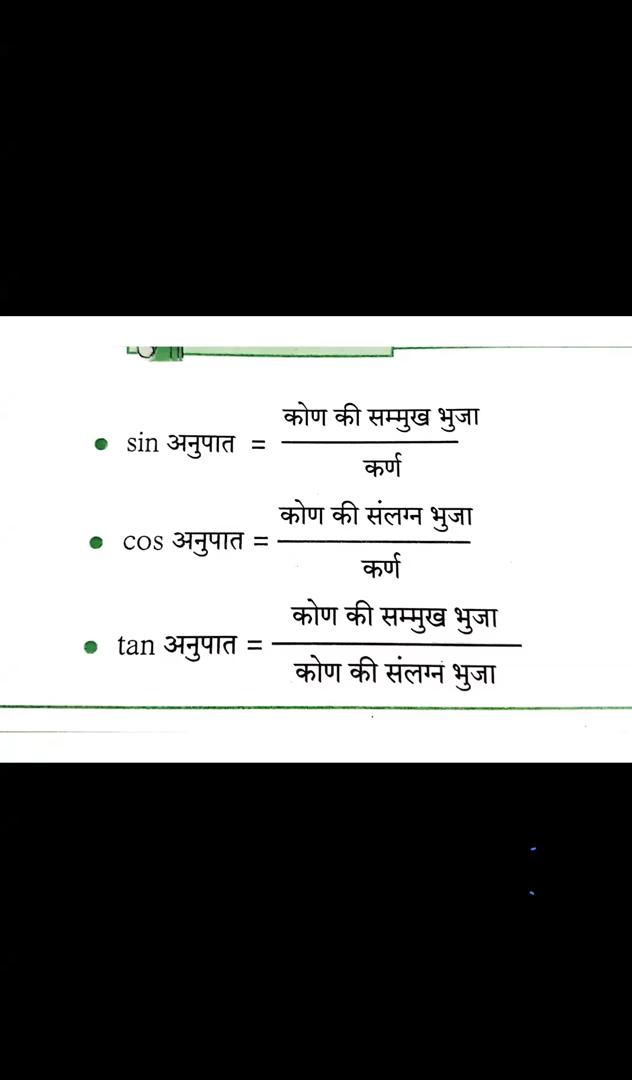 कोण की सम्मुख भुजा
• sin अनुपात =
कर्ण
कोण की संलग्न भुजा
• cos अनुपात =
कर्ण
कोण की सम्मुख भुजा
• tan अनुपात =
कोण की संलग्न भुजा